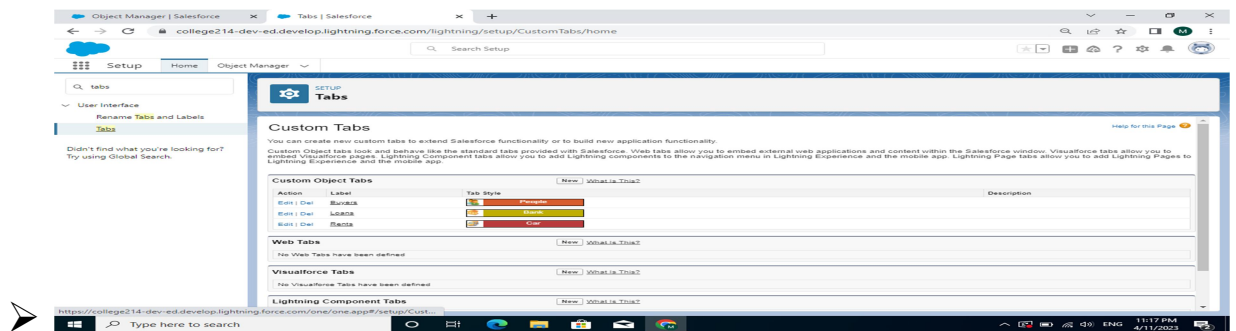 Object Manager | Salesforce
Tabs | Salesforce
college214-dev-ed.develop.lightning.force.com/lightning/setup/CustomTabs/home
M
Search Setup
Setup
Home
Object Manager
tabs
User Interface
Rename Tabs and Labels
Tabs
Didn't find what you're looking for?
Try using Global Search.
SETUP
Tabs
Custom Tabs
Help for this Page
You can create new custom tabs to extend Salesforce functionality or to build new application functionality.
Custom Object tabs look and behave like the standard tabs provided with Salesforce. Web tabs allow you to embed external web applications and content within the Salesforce window. Visualforce tabs allow you to
embed Visualforce pages. Lightning Component tabs allow you to add Lightning components to the navigation menu in Lightning Experience and the mobile app. Lightning Page tabs allow you to add Lightning Pages to
Lightning Experience and the mobile app.
Custom Object Tabs New What Is This?
Action Label Tab Style Description
Edit | Del Buyers People
Edit | Del Loans Bank
Edit | Del Rents Car
Web Tabs New What Is This?
No Web Tabs have been defined
Visualforce Tabs New What Is This?
No Visualforce Tabs have been defined
Lightning Component Tabs New What Is This?
https://college214-dev-ed.develop.lightning.force.com/one/one.app#/setup/Cust...
Type here to search
ENG
11:17 PM
4/11/2023